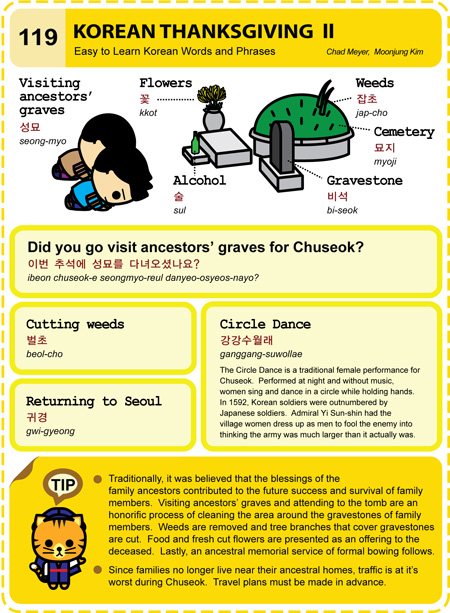 119
KOREAN THANKSGIVING II
Easy to Learn Korean Words and Phrases
Chad Meyer, Moonjung Kim
Visiting
ancestors'
graves
성묘
seong-myo
Flowers
꽃
kkot
Weeds
잡초
jap-cho
Cemetery
묘지
myoji
Alcohol
술
sul
Gravestone
비석
bi-seok
Did you go visit ancestors' graves for Chuseok?
이번 추석에 성묘를 다녀오셨나요?
ibeon chuseok-e seongmyo-reul danyeo-osyeos-nayo?
Cutting weeds
벌초
beol-cho
Returning to Seoul
귀경
gwi-gyeong
Circle Dance
강강수월래
ganggang-suwollae
The Circle Dance is a traditional female performance for
Chuseok. Performed at night and without music,
women sing and dance in a circle while holding hands.
In 1592, Korean soldiers were outnumbered by
Japanese soldiers. Admiral Yi Sun-shin had the
village women dress up as men to fool the enemy into
thinking the army was much larger than it actually was.
TIP
Traditionally, it was believed that the blessings of the
family ancestors contributed to the future success and survival of family
members. Visiting ancestors' graves and attending to the tomb are an
honorific process of cleaning the area around the gravestones of family
members. Weeds are removed and tree branches that cover gravestones
are cut. Food and fresh cut flowers are presented as an offering to the
deceased. Lastly, an ancestral memorial service of formal bowing follows.
Since families no longer live near their ancestral homes, traffic is at it's
worst during Chuseok. Travel plans must be made in advance.